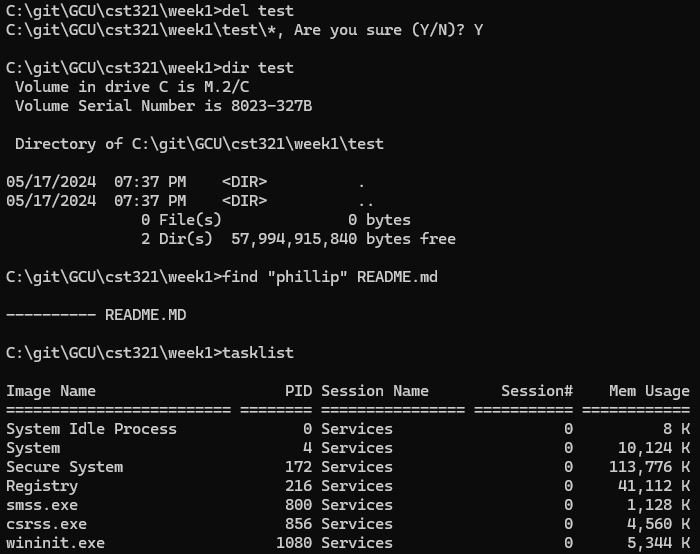 C:\git\GCU\cst321\week1>del test
C:\git\GCU\cst321\week1\test\*, Are you sure (Y/N)? Y
C:\git\GCU\cst321\week1>dir test
 Volume in drive C is M.2/C
 Volume Serial Number is 8023-327B
 Directory of C:\git\GCU\cst321\week1\test
05/17/2024  07:37 PM    <DIR>          .
05/17/2024  07:37 PM    <DIR>          ..
               0 File(s)              0 bytes
               2 Dir(s)  57,994,915,840 bytes free
C:\git\GCU\cst321\week1>find "phillip" README.md
---------- README.MD
C:\git\GCU\cst321\week1>tasklist
Image Name                     PID Session Name        Session#    Mem Usage
========================= ======== ================ =========== ============
System Idle Process              0 Services                   0          8 K
System                           4 Services                   0     10,124 K
Secure System                  172 Services                   0    113,776 K
Registry                       216 Services                   0     41,112 K
smss.exe                       800 Services                   0      1,128 K
csrss.exe                      856 Services                   0      4,560 K
wininit.exe                   1080 Services                   0      5,344 K